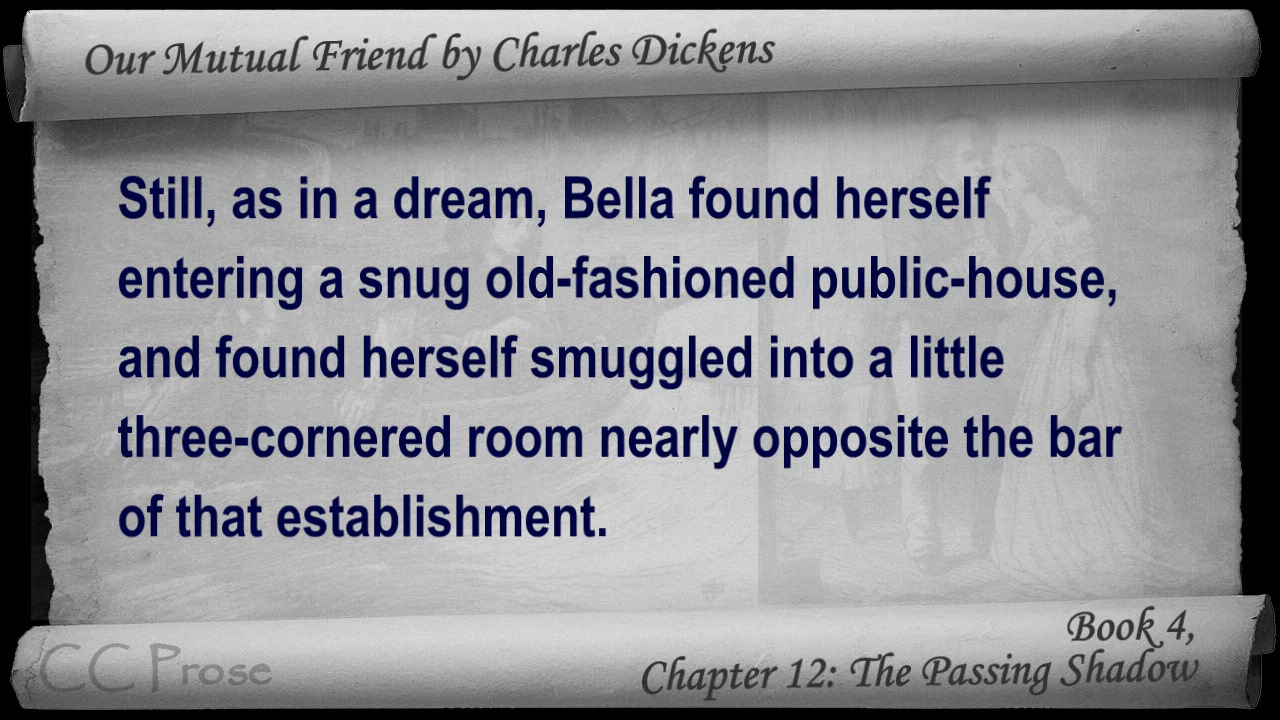 Our Mutual Friend by Charles Dickens
Still, as in a dream, Bella found herself
entering a snug old-fashioned public-house,
and found herself smuggled into a little
three-cornered room nearly opposite the bar
of that establishment.
Book 4,
Chapter 12: The Passing Shadow
CC Prose